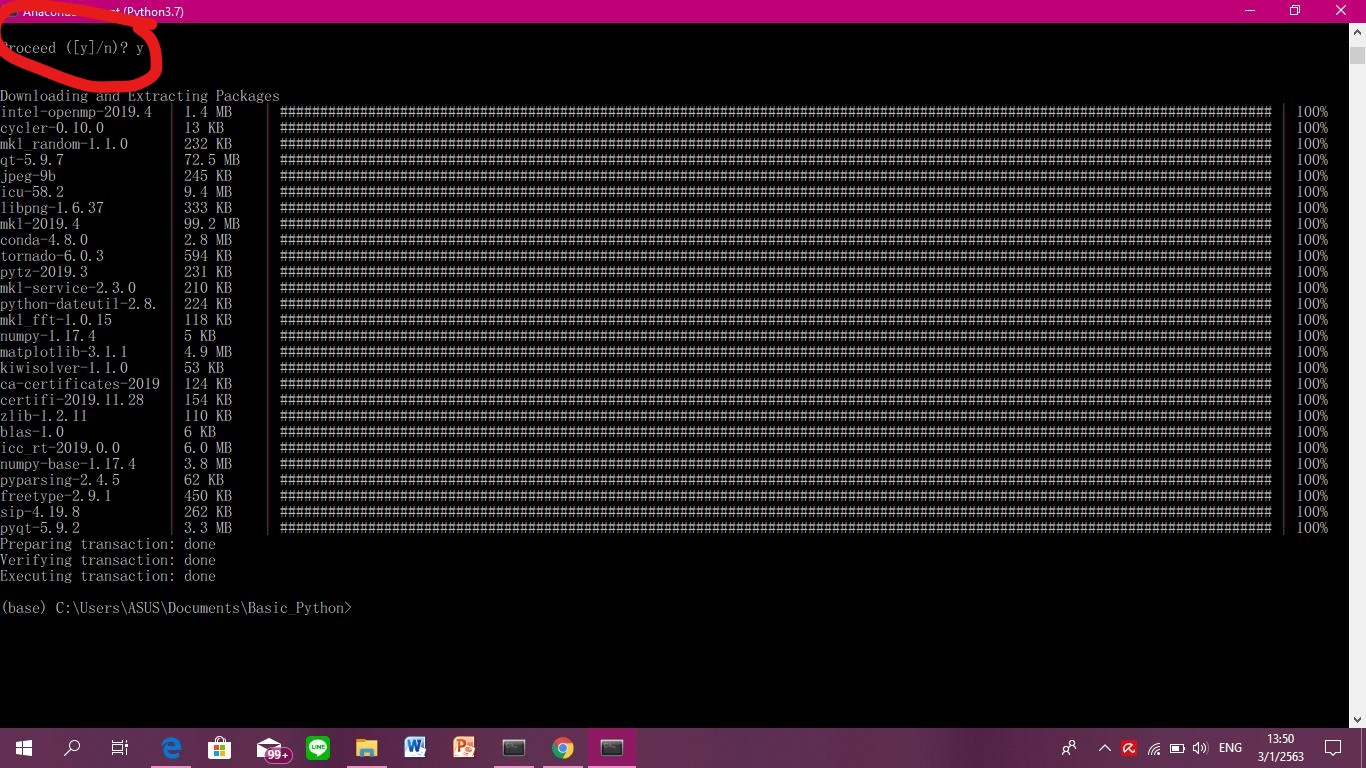 (Python3.7)
Proceed ([y]/n)? y
Downloading and Extracting Packages
intel-openmp-2019.4 | 1.4 MB | 100%
cycler-0.10.0 | 13 KB | 100%
mkl_random-1.1.0 | 232 KB | 100%
qt-5.9.7 | 72.5 MB | 100%
jpeg-9b | 245 KB | 100%
icu-58.2 | 9.4 MB | 100%
libpng-1.6.37 | 333 KB | 100%
mkl-2019.4 | 99.2 MB | 100%
conda-4.8.0 | 2.8 MB | 100%
tornado-6.0.3 | 594 KB | 100%
pytz-2019.3 | 231 KB | 100%
mkl-service-2.3.0 | 210 KB | 100%
python-dateutil-2.8. | 224 KB | 100%
mkl_fft-1.0.15 | 118 KB | 100%
numpy-1.17.4 | 5 KB | 100%
matplotlib-3.1.1 | 4.9 MB | 100%
kiwisolver-1.1.0 | 53 KB | 100%
ca-certificates-2019 | 124 KB | 100%
certifi-2019.11.28 | 154 KB | 100%
zlib-1.2.11 | 110 KB | 100%
blas-1.0 | 6 KB | 100%
icc_rt-2019.0.0 | 6.0 MB | 100%
numpy-base-1.17.4 | 3.8 MB | 100%
pyparsing-2.4.5 | 62 KB | 100%
freetype-2.9.1 | 450 KB | 100%
sip-4.19.8 | 262 KB | 100%
pyqt-5.9.2 | 3.3 MB | 100%
Preparing transaction: done
Verifying transaction: done
Executing transaction: done
(base) C:\Users\ASUS\Documents\Basic_Python>
99+
LINE
ENG
13:50
3/1/2563